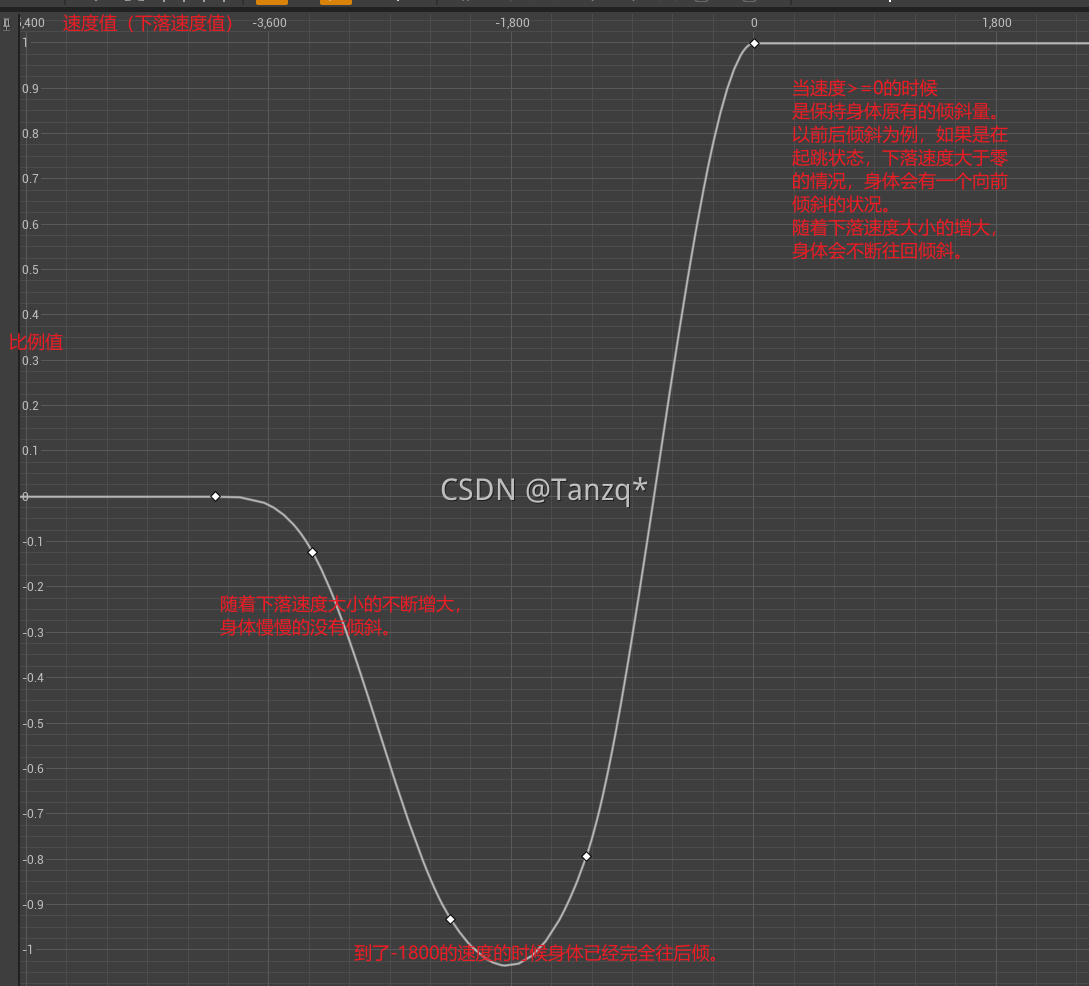 5,400
速度值（下落速度值）
-3,600
-1,800
0
1,800
1
0.9
当速度>=0的时候
是保持身体原有的倾斜量。
0.8
以前后倾斜为例，如果是在
起跳状态，下落速度大于零
0.7
的情况，身体会有一个向前
倾斜的状况。
0.6
随着下落速度大小的增大，
身体会不断往回倾斜。
0.5
0.4
比例值
0.3
0.2
0.1
CSDN @Tanzq*
0
-0.1
-0.2
随着下落速度大小的不断增大，
身体慢慢的没有倾斜。
-0.3
-0.4
-0.5
-0.6
-0.7
-0.8
-0.9
-1
到了-1800的速度的时候身体已经完全往后倾。